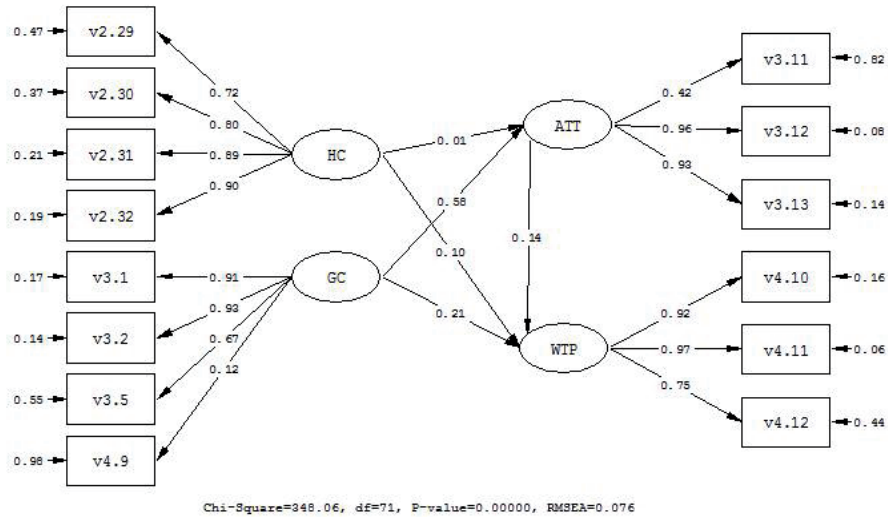 0.47 v2.29
0.37 v2.30
0.21 v2.31
0.19 v2.32
0.17 v3.1
0.14 v3.2
0.55 v3.5
0.98 v4.9
0.72
0.80
0.89
0.90
HC
0.91
0.93
0.67
0.12
GC
0.01
0.58
0.10
0.21
0.14
ATT
WTP
0.42
0.96
0.93
0.92
0.97
0.75
v3.11 0.82
v3.12 0.08
v3.13 0.14
v4.10 0.16
v4.11 0.06
v4.12 0.44
Chi-Square=348.06, df=71, P-value=0.00000, RMSEA=0.076